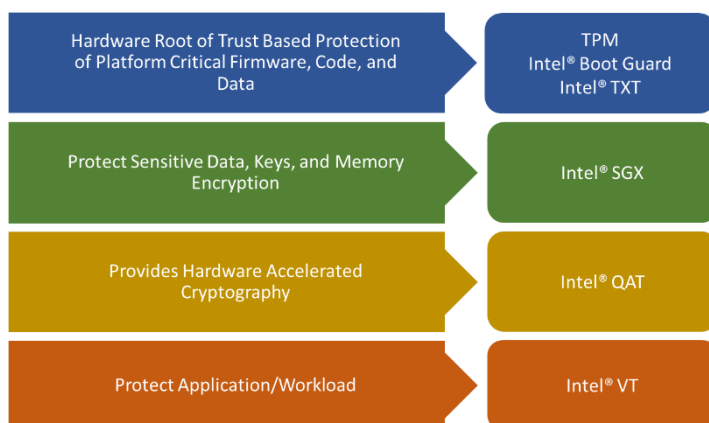 Hardware Root of Trust Based Protection
of Platform Critical Firmware, Code, and
Data
TPM
Intel® Boot Guard
Intel® TXT
Protect Sensitive Data, Keys, and Memory
Encryption
Intel® SGX
Provides Hardware Accelerated
Cryptography
Intel® QAT
Protect Application/Workload
Intel® VT